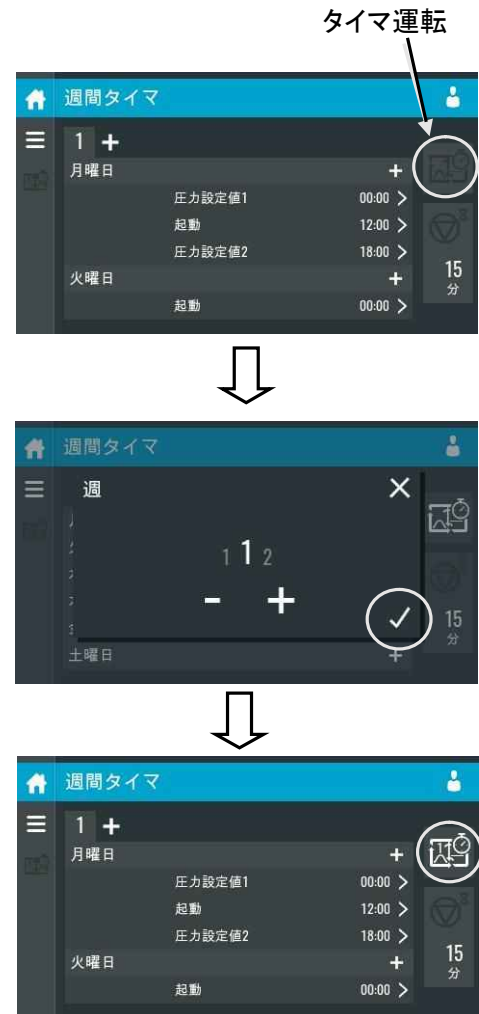 タイマ運転
週間タイマ
1 +
月曜日 +
圧力設定値1 00:00 >
起動 12:00 >
圧力設定値2 18:00 >
火曜日 +
起動 00:00 >
15
分
週間タイマ
週
1 1 2
- +
15
分
土曜日 +
週間タイマ
1 +
月曜日 +
圧力設定値1 00:00 >
起動 12:00 >
圧力設定値2 18:00 >
火曜日 +
起動 00:00 >
15
分